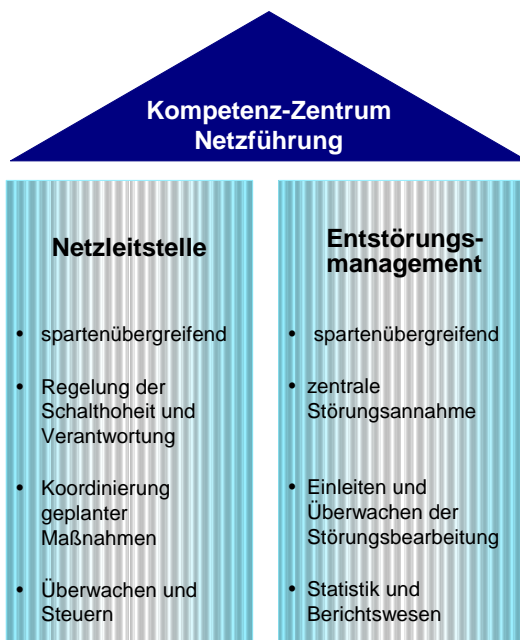 Kompetenz-Zentrum
Netzführung
Netzleitstelle
• spartenübergreifend
• Regelung der
Schalthoheit und
Verantwortung
• Koordinierung
geplanter
Maßnahmen
• Überwachen und
Steuern
Entstörungs-
management
• spartenübergreifend
• zentrale
Störungsannahme
• Einleiten und
Überwachen der
Störungsbearbeitung
• Statistik und
Berichtswesen